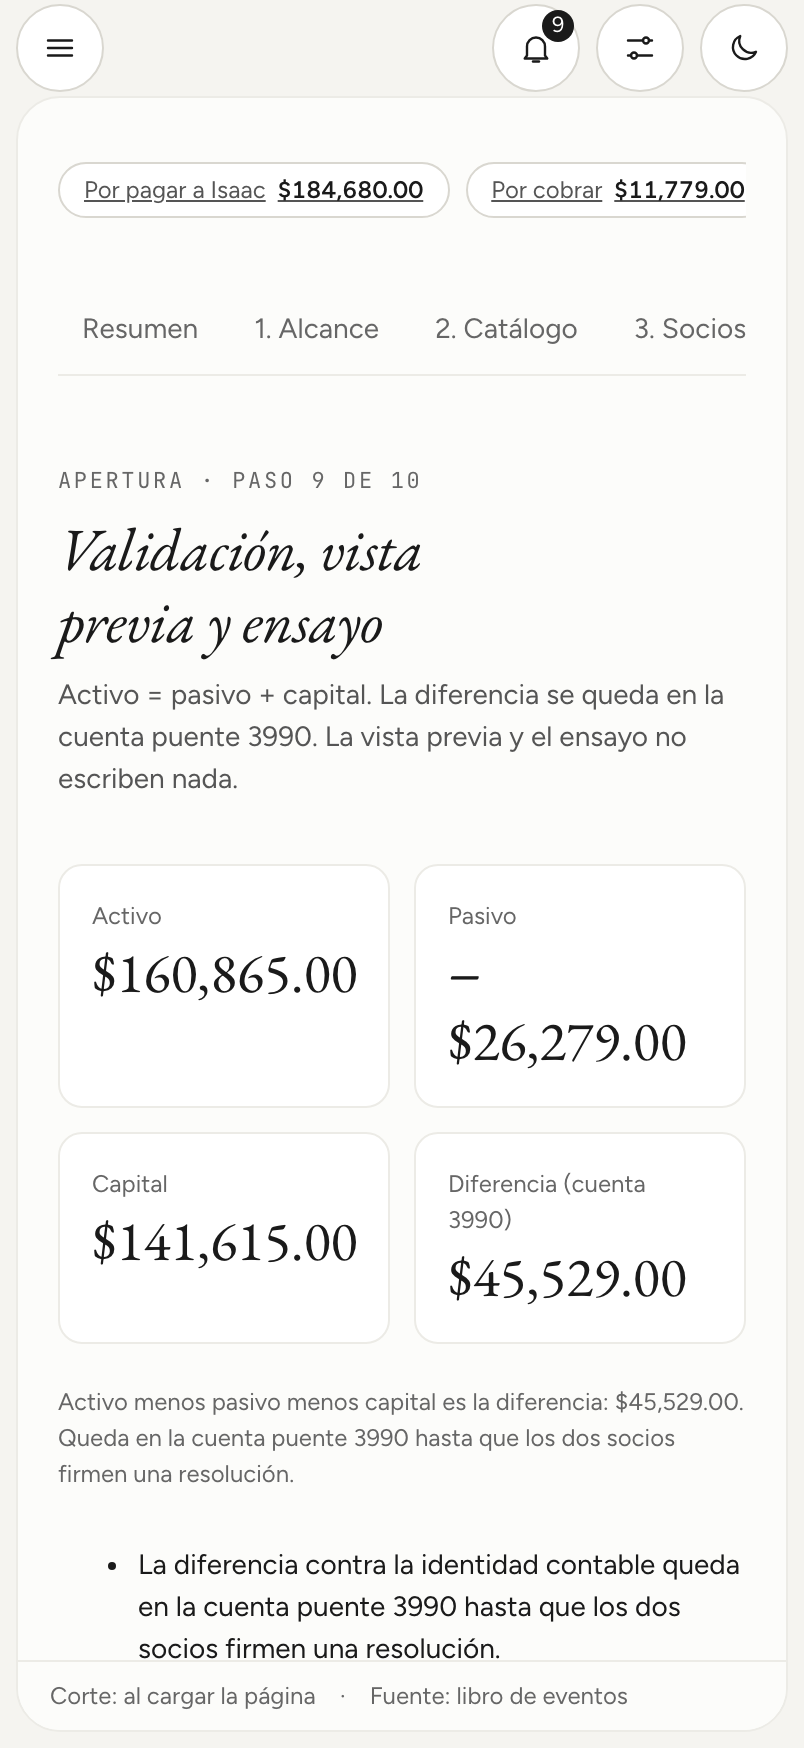 9
Por pagar a Isaac $184,680.00 Por cobrar $11,779.00
Resumen 1. Alcance 2. Catálogo 3. Socios
APERTURA · PASO 9 DE 10
Validación, vista
previa y ensayo
Activo = pasivo + capital. La diferencia se queda en la
cuenta puente 3990. La vista previa y el ensayo no
escriben nada.
Activo
$160,865.00
Pasivo
–
$26,279.00
Capital
$141,615.00
Diferencia (cuenta
3990)
$45,529.00
Activo menos pasivo menos capital es la diferencia: $45,529.00.
Queda en la cuenta puente 3990 hasta que los dos socios
firmen una resolución.
• La diferencia contra la identidad contable queda
en la cuenta puente 3990 hasta que los dos
socios firmen una resolución.
Corte: al cargar la página · Fuente: libro de eventos